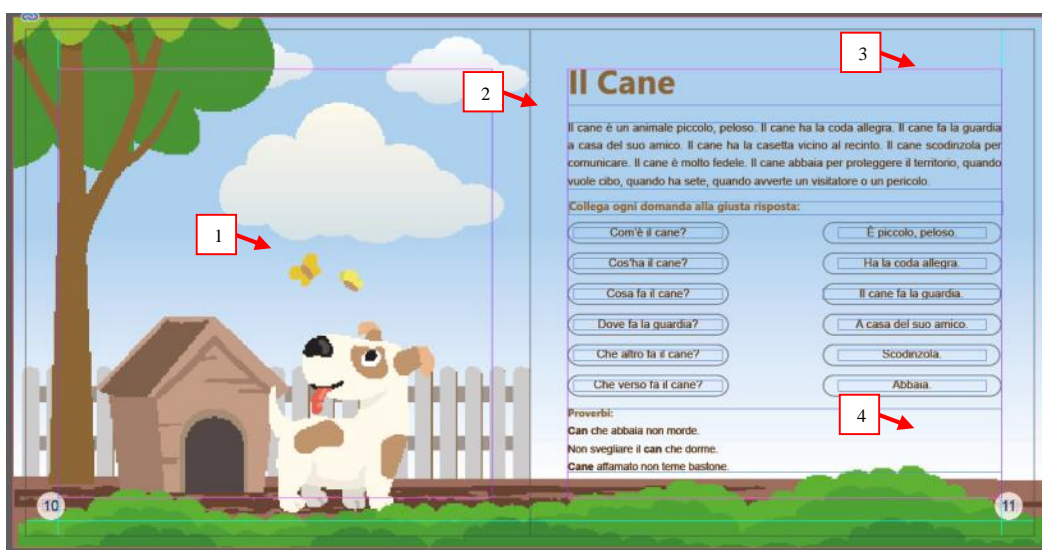 1
2
3
Il Cane
Il cane è un animale piccolo, peloso. Il cane ha la coda allegra. Il cane fa la guardia
a casa del suo amico. Il cane ha la casetta vicino al recinto. Il cane scodinzola per
comunicare. Il cane è molto fedele. Il cane abbaia per proteggere il territorio, quando
vuole cibo, quando ha sete, quando avverte un visitatore o un pericolo.
Collega ogni domanda alla giusta risposta:
Com'è il cane? È piccolo, peloso.
Cos'ha il cane? Ha la coda allegra.
Cosa fa il cane? Il cane fa la guardia.
Dove fa la guardia? A casa del suo amico.
Che altro fa il cane? Scodinzola.
Che verso fa il cane? Abbaia.
4
Proverbi:
Can che abbaia non morde.
Non svegliare il can che dorme.
Cane affamato non teme bastone.
10
11